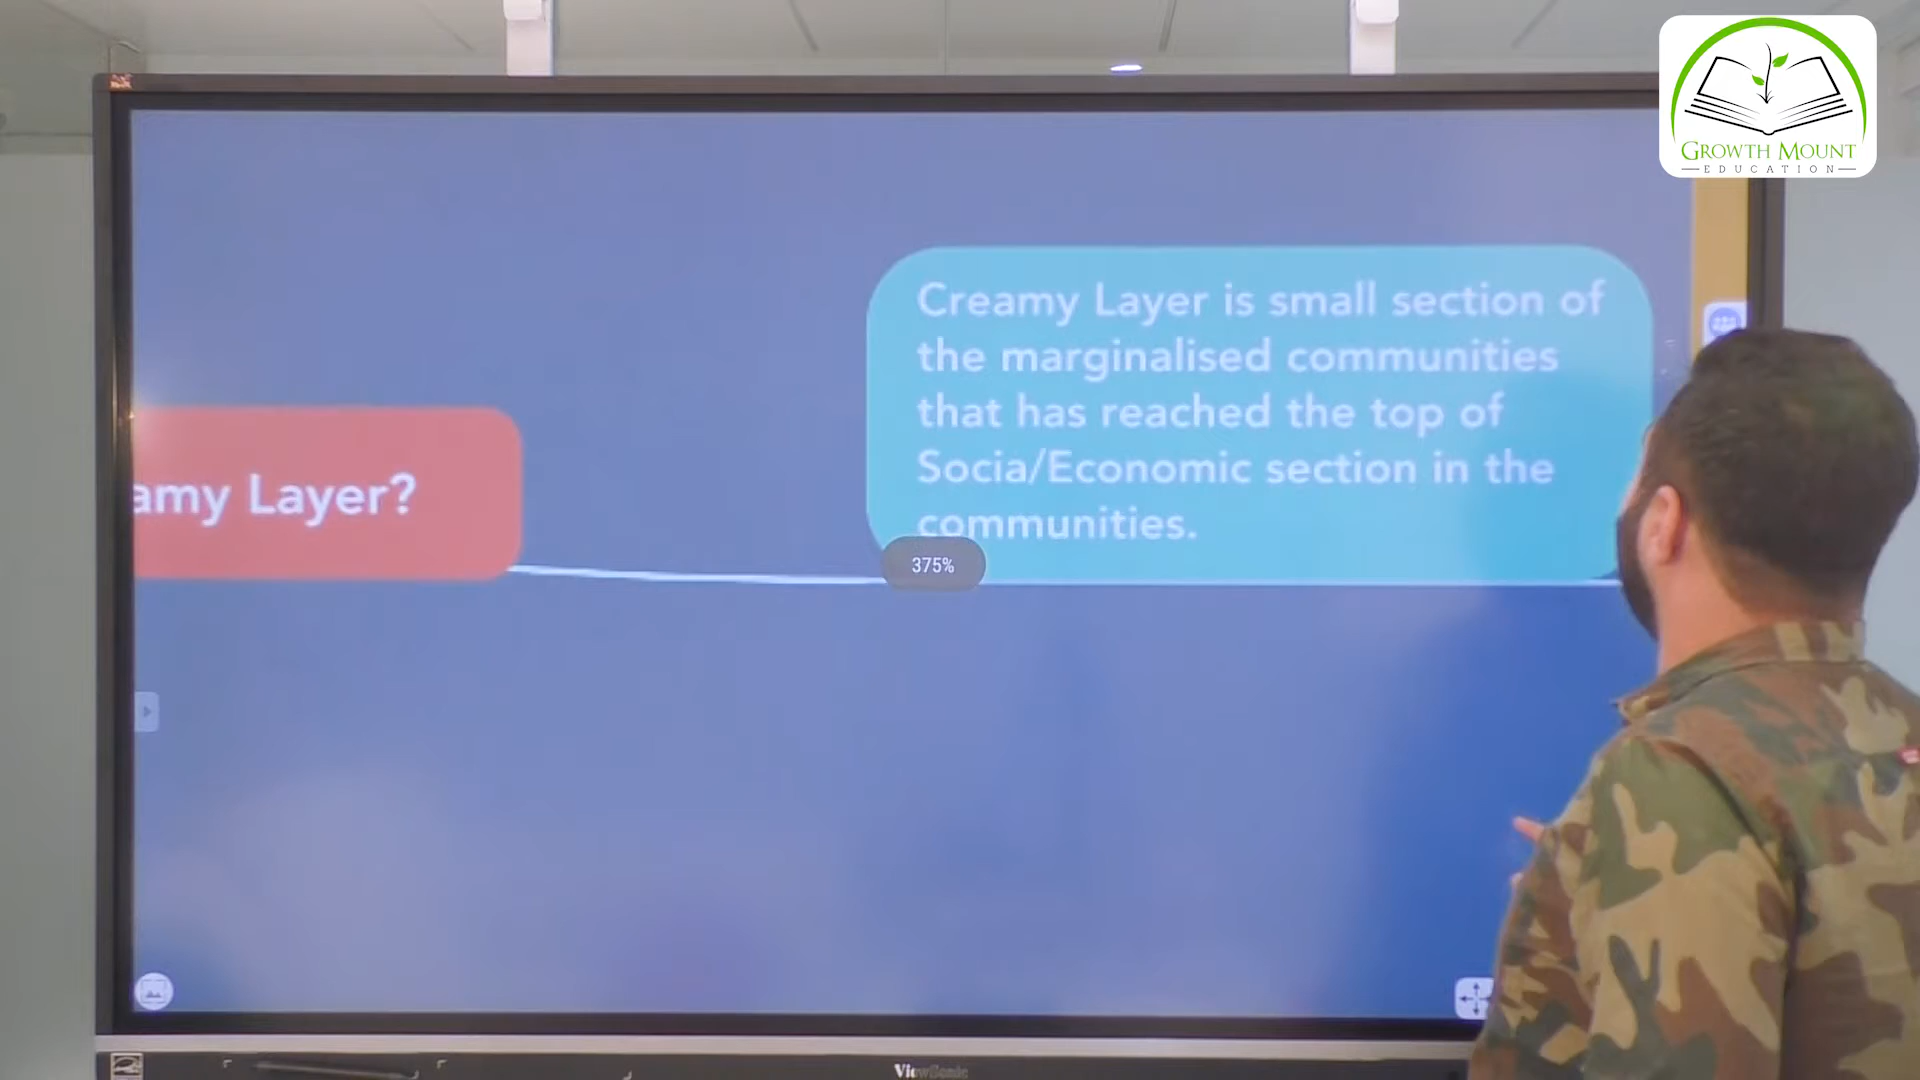 GROWTH MOUNT
EDUCATION
Creamy Layer is small section of
the marginalised communities
that has reached the top of
Socia/Economic section in the
communities.
amy Layer?
375%
ViewSonic